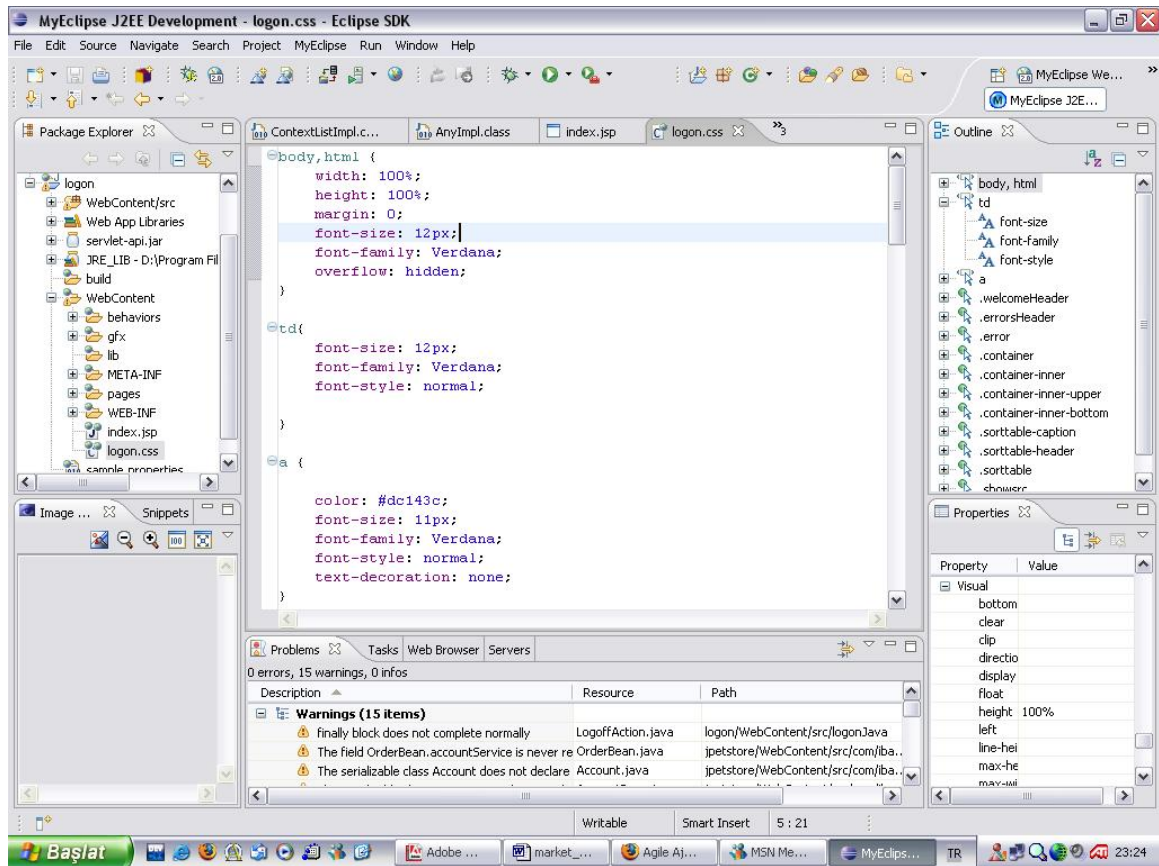 MyEclipse J2EE Development - logon.css - Eclipse SDK
File Edit Source Navigate Search Project MyEclipse Run Window Help
MyEclipse We...
MyEclipse J2E...
Package Explorer
logon
WebContent/src
Web App Libraries
servlet-api.jar
JRE_LIB - D:\Program Fil
build
WebContent
behaviors
gfx
lib
META-INF
pages
WEB-INF
index.jsp
logon.css
sample.properties
Image ... Snippets
ContextListImpl.c... AnyImpl.class index.jsp logon.css »3
body,html {
width: 100%;
height: 100%;
margin: 0;
font-size: 12px;
font-family: Verdana;
overflow: hidden;
}
td{
font-size: 12px;
font-family: Verdana;
font-style: normal;
}
a {
color: #dc143c;
font-size: 11px;
font-family: Verdana;
font-style: normal;
text-decoration: none;
}
Problems Tasks Web Browser Servers
0 errors, 15 warnings, 0 infos
Description Resource Path
Warnings (15 items)
finally block does not complete normally LogoffAction.java logon/WebContent/src/logonJava
The field OrderBean.accountService is never re OrderBean.java jpetstore/WebContent/src/com/iba..
The serializable class Account does not declare Account.java jpetstore/WebContent/src/com/iba..
Outline
body, html
td
font-size
font-family
font-style
a
.welcomeHeader
.errorsHeader
.error
.container
.container-inner
.container-inner-upper
.container-inner-bottom
.sorttable-caption
.sorttable-header
.sorttable
.showsrc
Properties
Property Value
Visual
bottom
clear
clip
directio
display
float
height 100%
left
line-hei
max-he
max-wi
Writable Smart Insert 5 : 21
Başlat Adobe ... market_... Agile Aj... MSN Me... MyEclips... TR 23:24